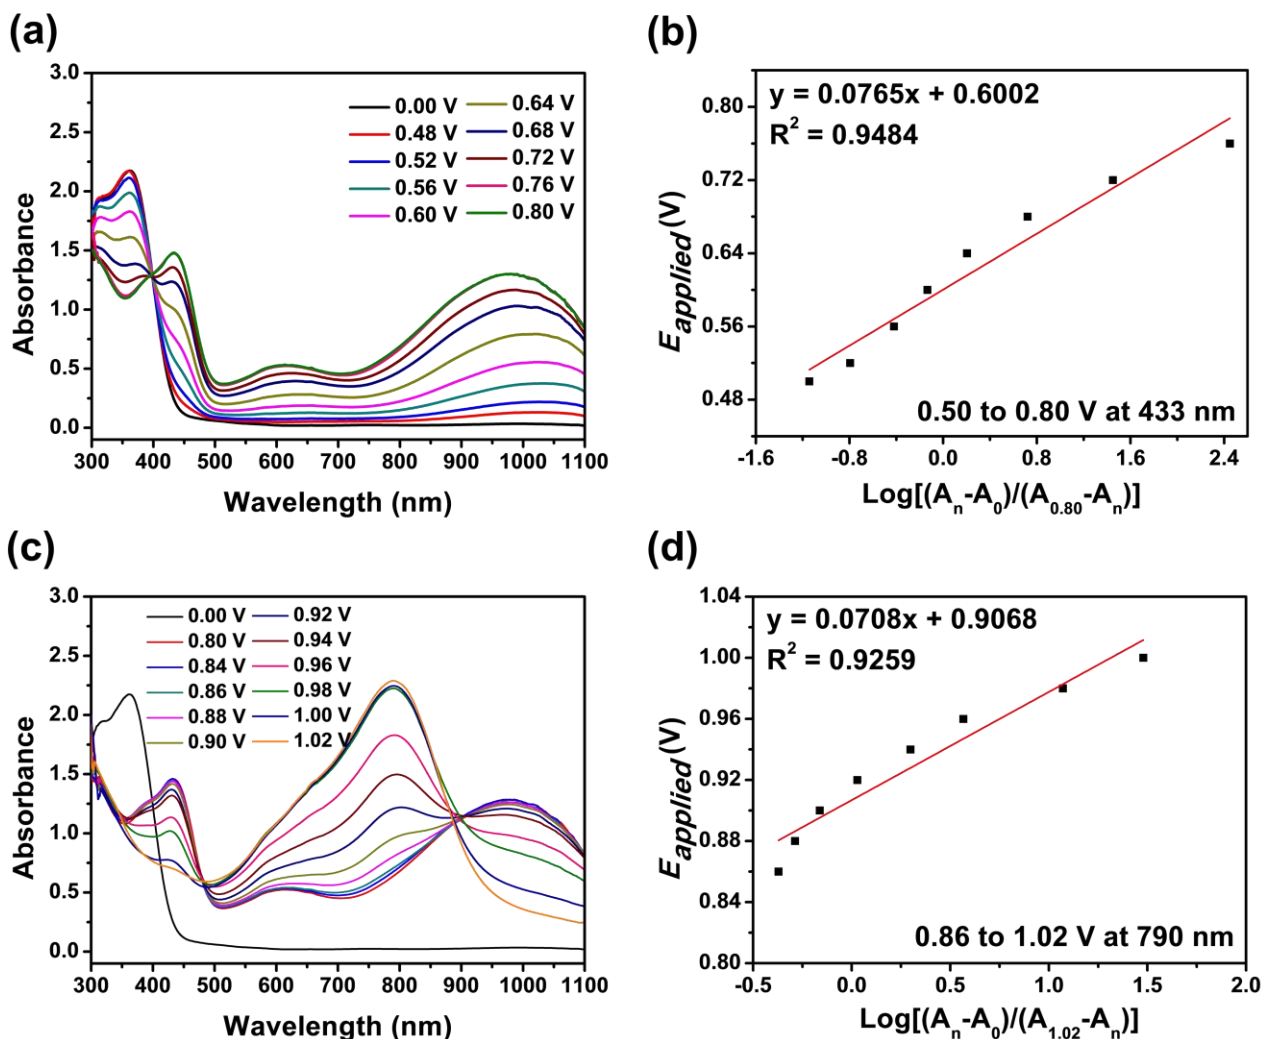 (a)
3.0
2.5
2.0
1.5
1.0
0.5
0.0
Absorbance
0.00 V
0.48 V
0.52 V
0.56 V
0.60 V
0.64 V
0.68 V
0.72 V
0.76 V
0.80 V
300 400 500 600 700 800 900 1000 1100
Wavelength (nm)
(b)
y = 0.0765x + 0.6002
R² = 0.9484
0.80
0.72
0.64
0.56
0.48
E_applied (V)
0.50 to 0.80 V at 433 nm
-1.6 -0.8 0.0 0.8 1.6 2.4
Log[(Aₙ-A₀)/(A₀.₈₀-Aₙ)]
(c)
3.0
2.5
2.0
1.5
1.0
0.5
0.0
Absorbance
0.00 V
0.80 V
0.84 V
0.86 V
0.88 V
0.90 V
0.92 V
0.94 V
0.96 V
0.98 V
1.00 V
1.02 V
300 400 500 600 700 800 900 1000 1100
Wavelength (nm)
(d)
y = 0.0708x + 0.9068
R² = 0.9259
1.04
1.00
0.96
0.92
0.88
0.84
0.80
E_applied (V)
0.86 to 1.02 V at 790 nm
-0.5 0.0 0.5 1.0 1.5 2.0
Log[(Aₙ-A₀)/(A₁.₀₂-Aₙ)]